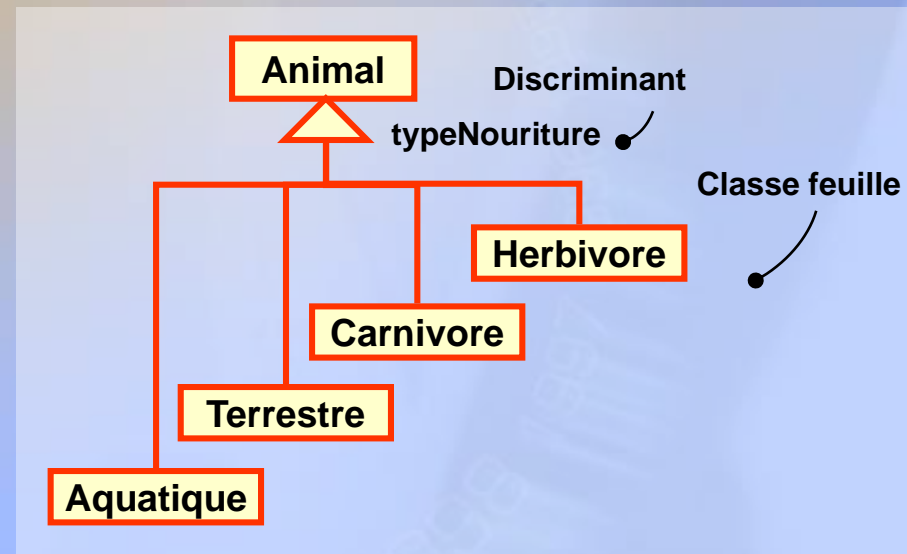 Animal
Discriminant
typeNouriture
Classe feuille
Herbivore
Carnivore
Terrestre
Aquatique